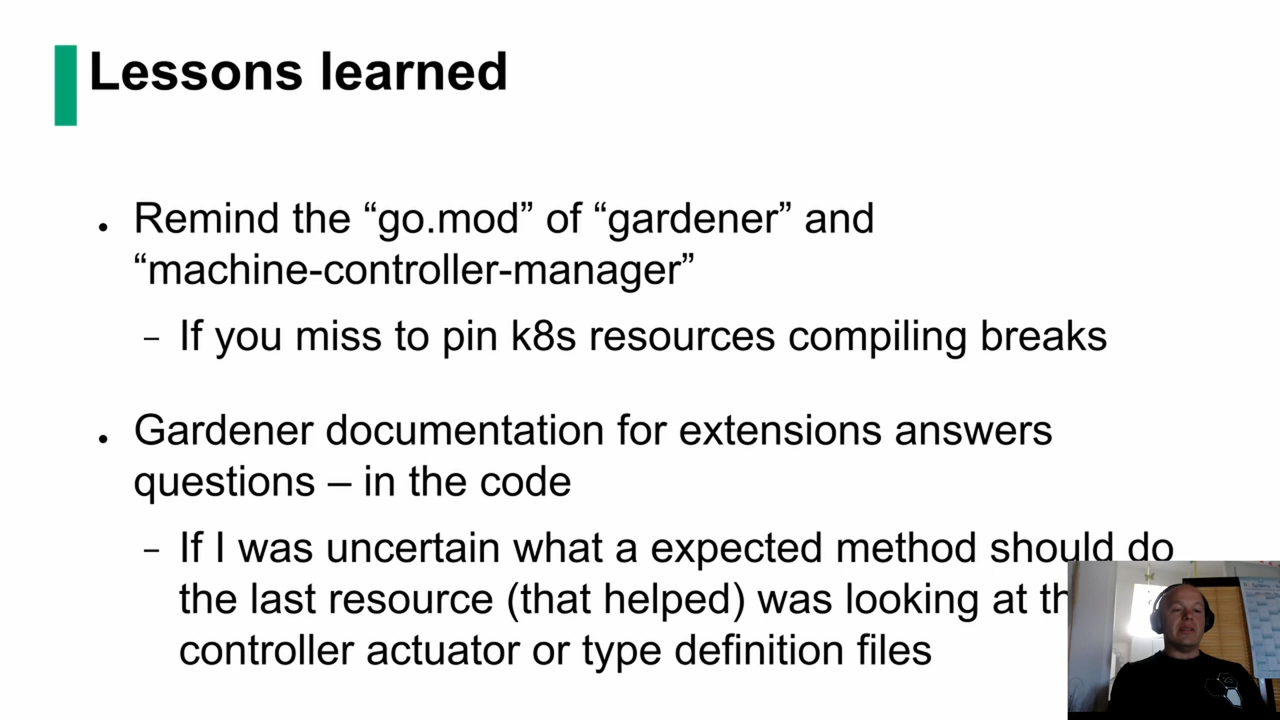 Lessons learned
Remind the “go.mod” of “gardener” and
“machine-controller-manager”
– If you miss to pin k8s resources compiling breaks
Gardener documentation for extensions answers
questions – in the code
– If I was uncertain what a expected method should do
the last resource (that helped) was looking at
controller actuator or type definition files